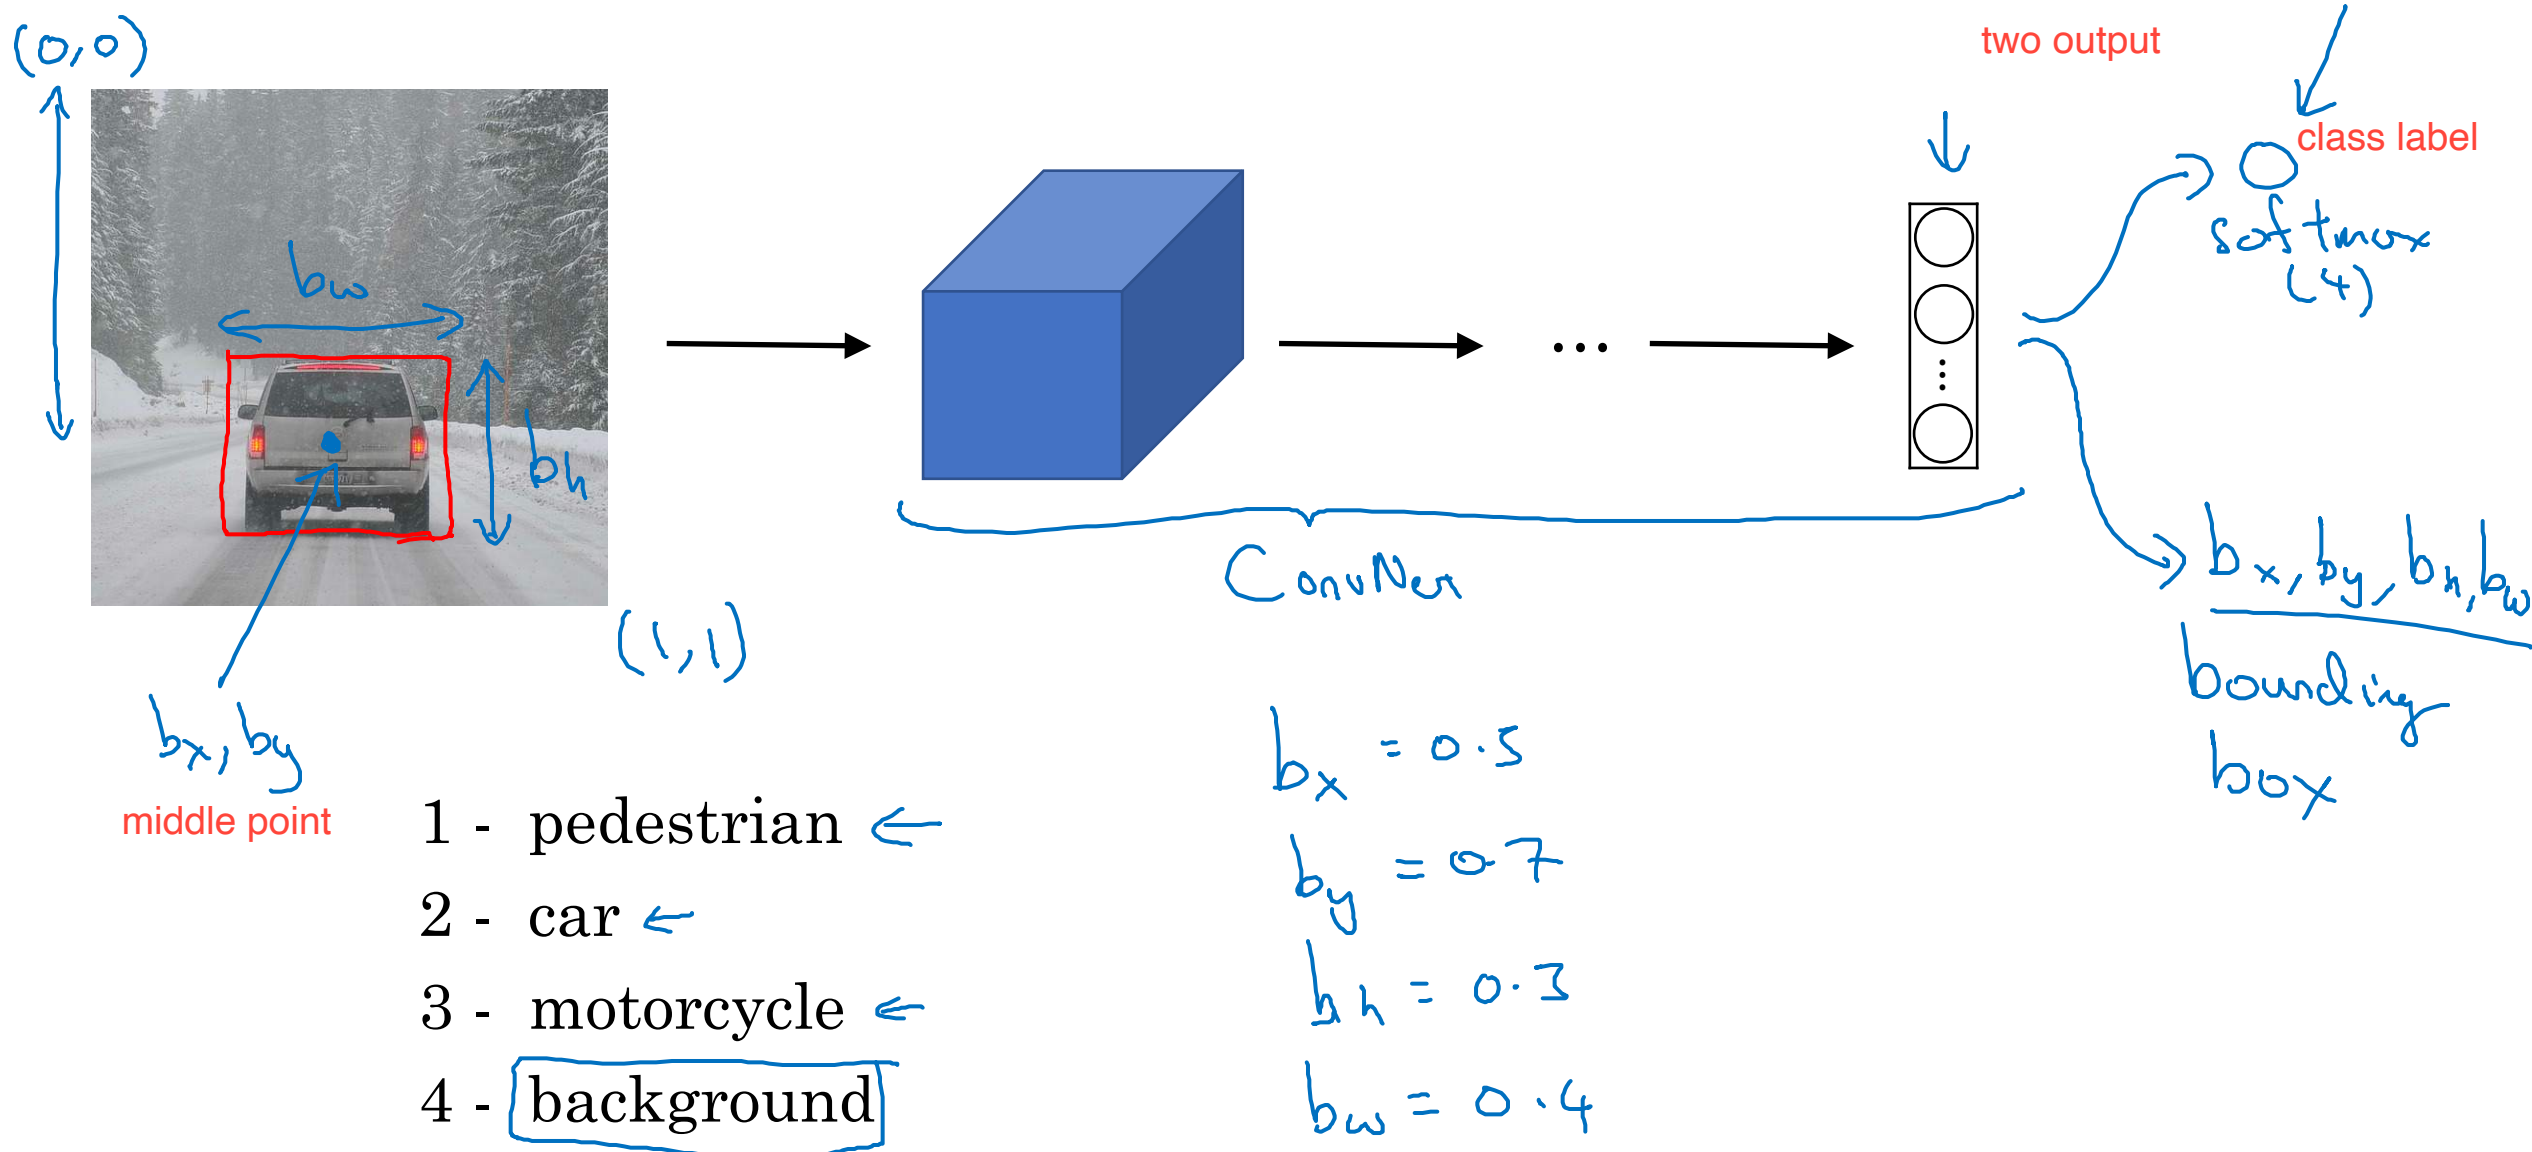 (0,0)
two output
class label
softmax
(4)
bw
bh
ConvNet
(1,1)
bx, by, bh, bw
bounding
box
bx, by
middle point
1 - pedestrian
2 - car
3 - motorcycle
4 - background
bx = 0.5
by = 0.7
bh = 0.3
bw = 0.4